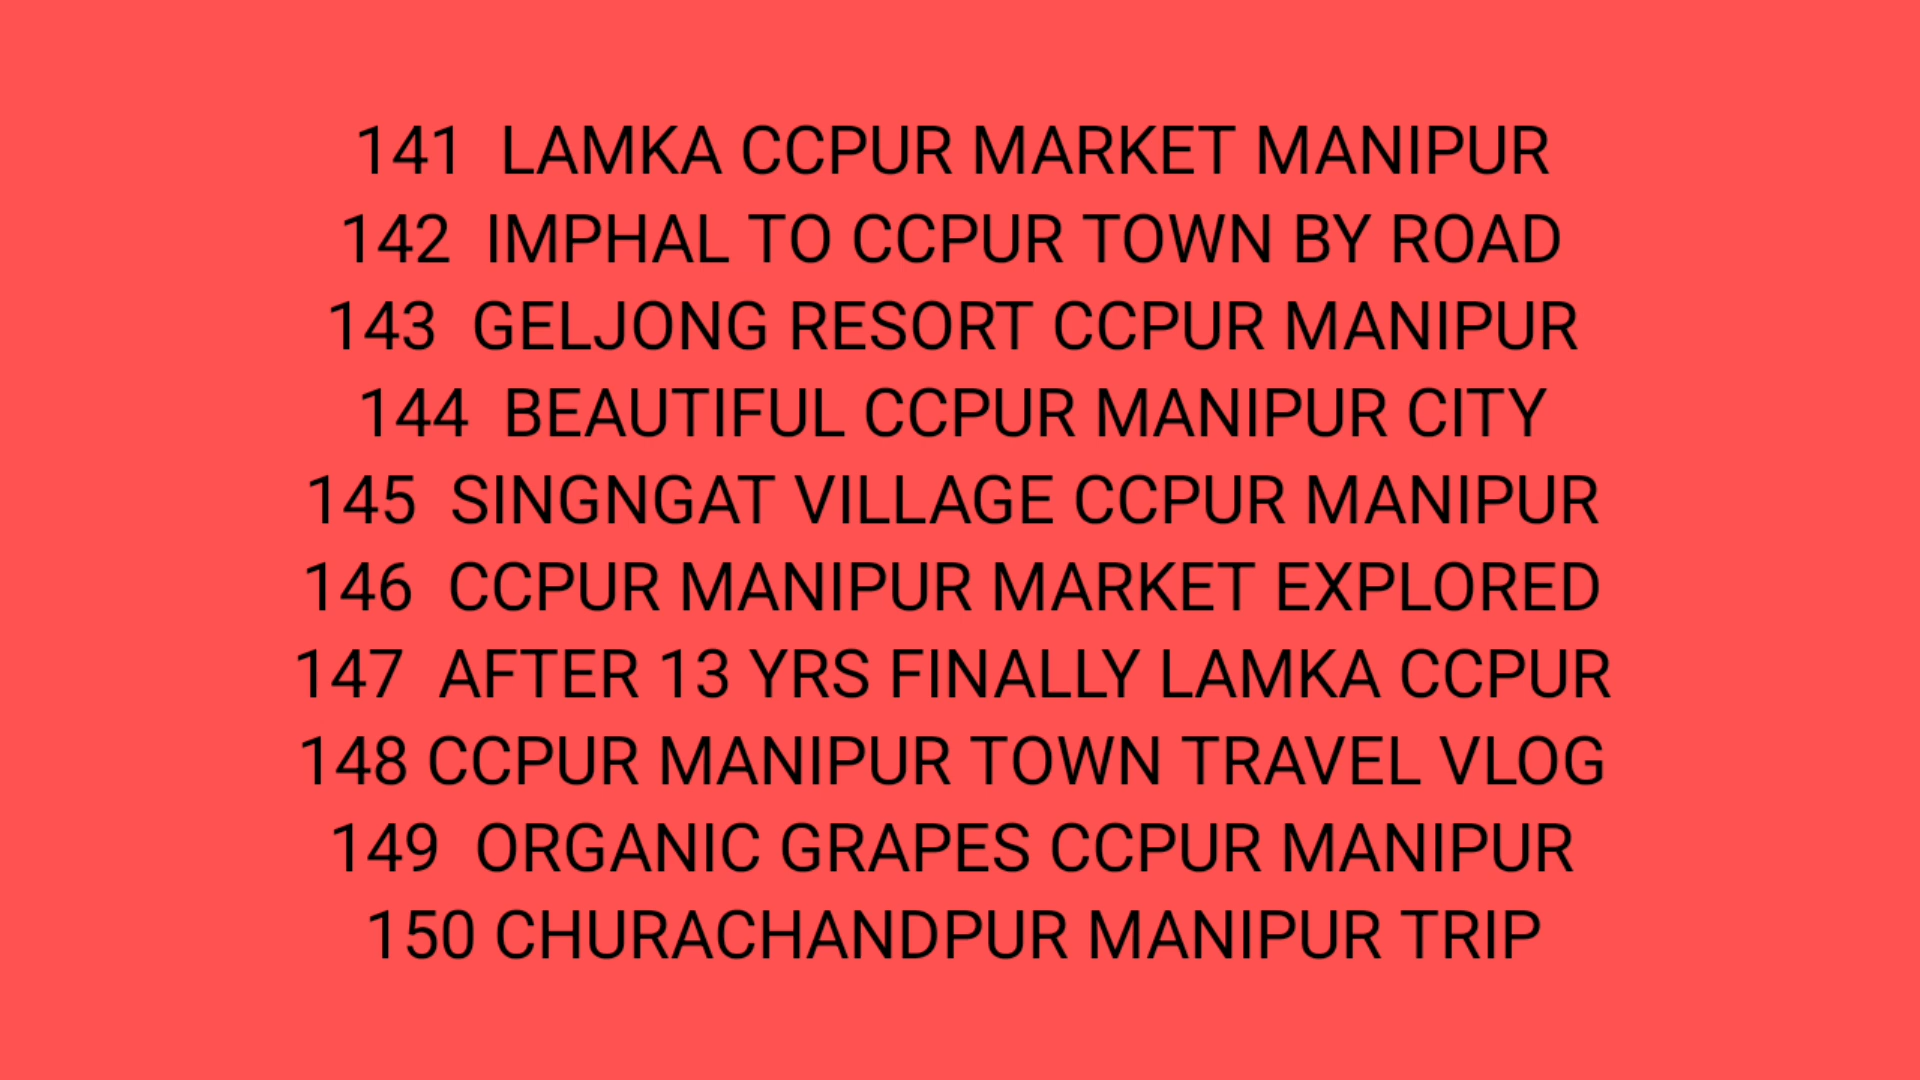 141 LAMKA CCPUR MARKET MANIPUR
142 IMPHAL TO CCPUR TOWN BY ROAD
143 GELJONG RESORT CCPUR MANIPUR
144 BEAUTIFUL CCPUR MANIPUR CITY
145 SINGNGAT VILLAGE CCPUR MANIPUR
146 CCPUR MANIPUR MARKET EXPLORED
147 AFTER 13 YRS FINALLY LAMKA CCPUR
148 CCPUR MANIPUR TOWN TRAVEL VLOG
149 ORGANIC GRAPES CCPUR MANIPUR
150 CHURACHANDPUR MANIPUR TRIP